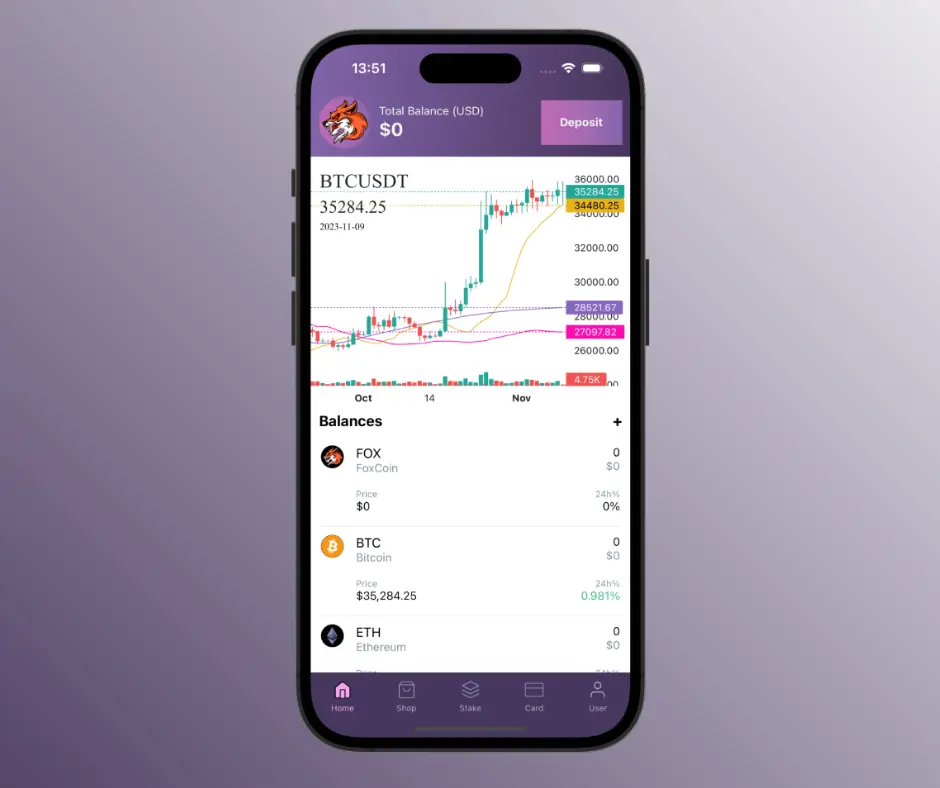 13:51
Total Balance (USD)
$0
Deposit
BTCUSDT
35284.25
2023-11-09
36000.00
35284.25
34480.25
34000.00
32000.00
30000.00
28521.67
28000.00
27097.82
26000.00
4.75K
Oct 14 Nov
Balances +
FOX 0
FoxCoin $0
Price 24h%
$0 0%
BTC 0
Bitcoin $0
Price 24h%
$35,284.25 0.981%
ETH 0
Ethereum $0
Price 24h%
Home Shop Stake Card User